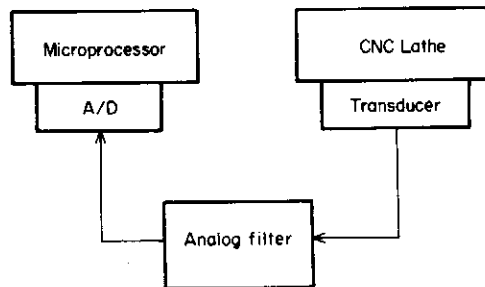 Microprocessor
A/D
CNC Lathe
Transducer
Analog filter